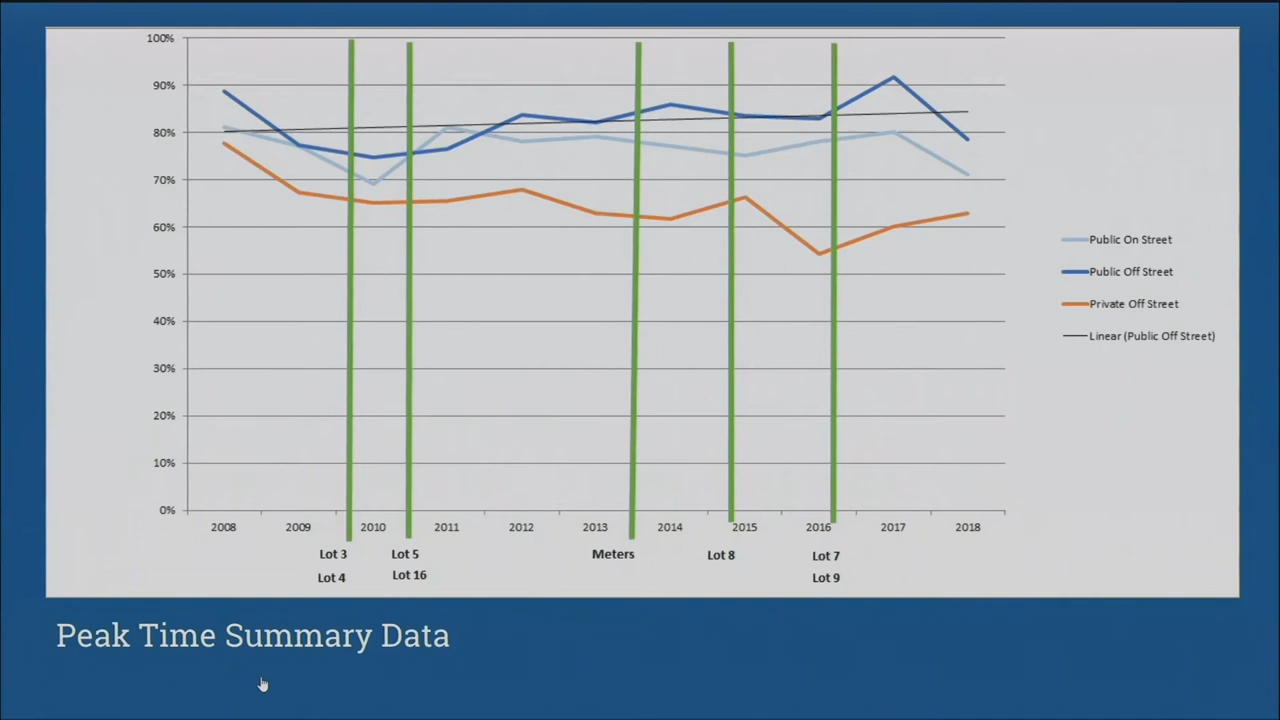 100%
90%
80%
70%
60%
50%
40%
30%
20%
10%
0%
2008 2009 2010 2011 2012 2013 2014 2015 2016 2017 2018
Lot 3 Lot 5 Meters Lot 8 Lot 7
Lot 4 Lot 16 Lot 9
Public On Street
Public Off Street
Private Off Street
Linear (Public Off Street)
Peak Time Summary Data